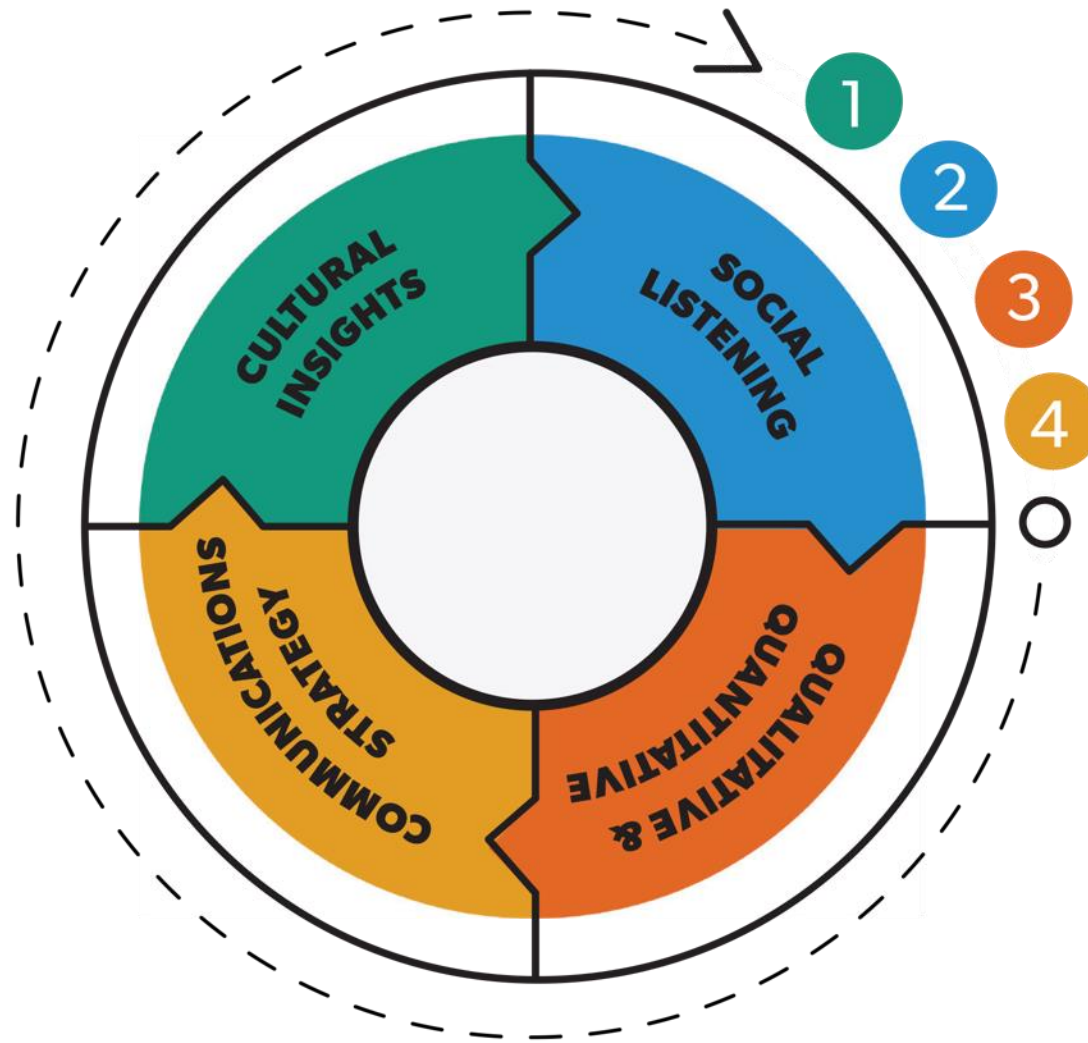 CULTURAL
INSIGHTS
SOCIAL
LISTENING
QUALITATIVE &
QUANTITATIVE
COMMUNICATIONS
STRATEGY
1
2
3
4